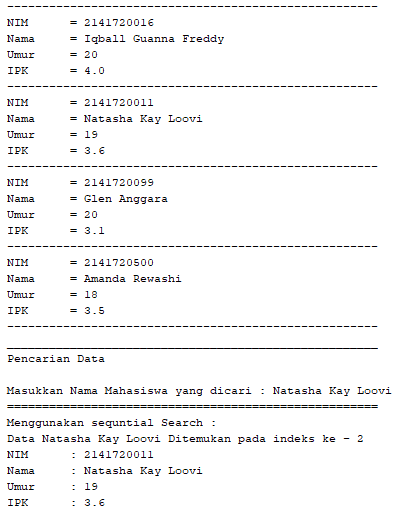 -----------------------------------------------------
NIM = 2141720016
Nama = Iqball Guanna Freddy
Umur = 20
IPK = 4.0
-----------------------------------------------------
NIM = 2141720011
Nama = Natasha Kay Loovi
Umur = 19
IPK = 3.6
-----------------------------------------------------
NIM = 2141720099
Nama = Glen Anggara
Umur = 20
IPK = 3.1
-----------------------------------------------------
NIM = 2141720500
Nama = Amanda Rewashi
Umur = 18
IPK = 3.5
-----------------------------------------------------
_____________________________________________________
Pencarian Data
Masukkan Nama Mahasiswa yang dicari : Natasha Kay Loovi
=====================================================
Menggunakan sequntial Search :
Data Natasha Kay Loovi Ditemukan pada indeks ke - 2
NIM : 2141720011
Nama : Natasha Kay Loovi
Umur : 19
IPK : 3.6